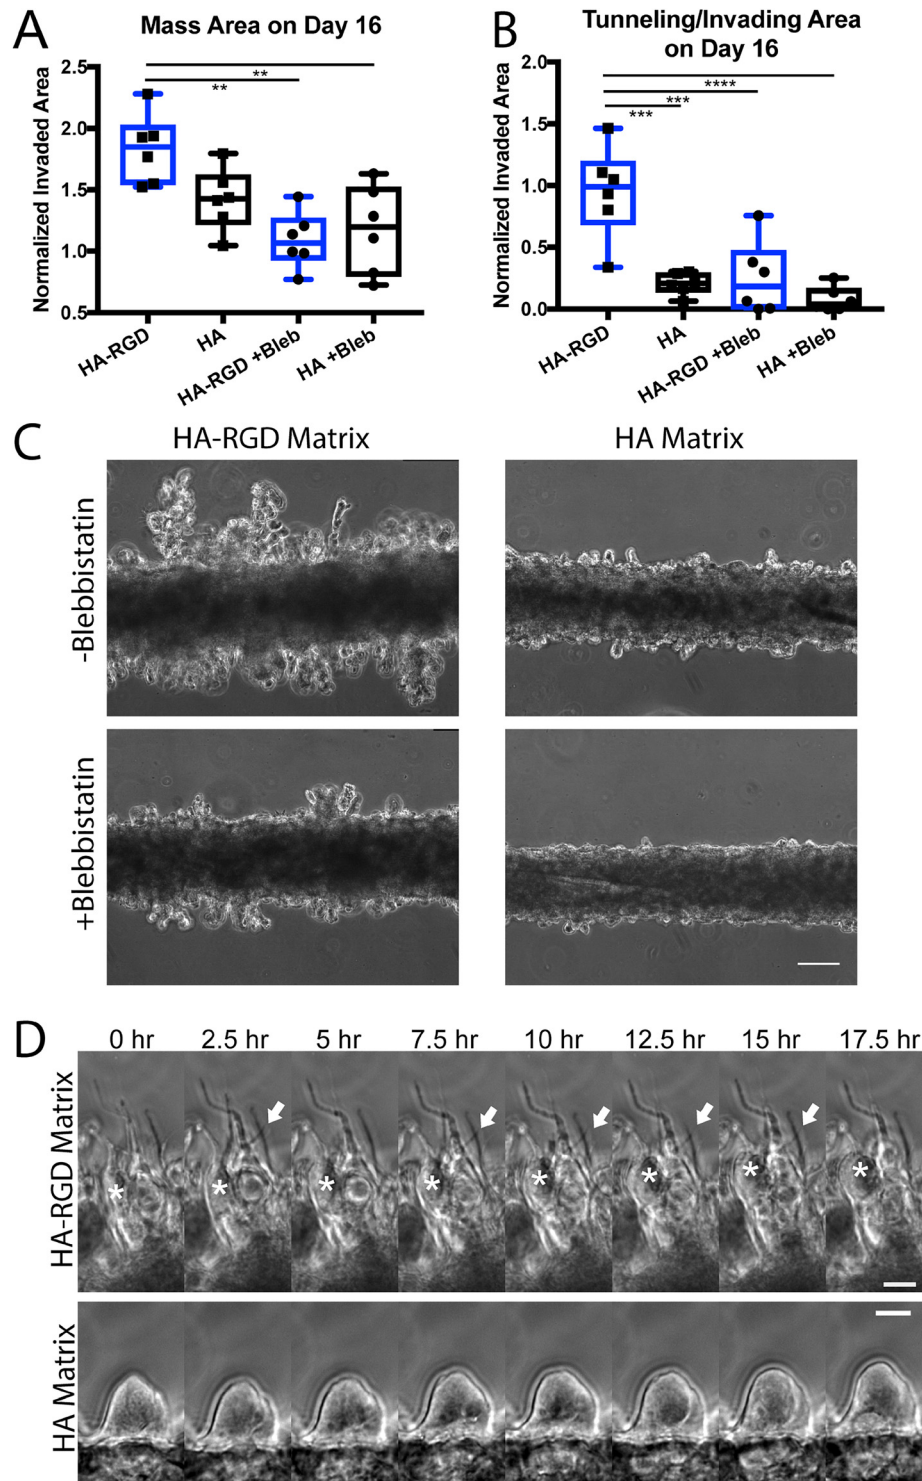 A
Mass Area on Day 16
Normalized Invaded Area
2.5
2.0
1.5
1.0
0.5
**
**
HA-RGD
HA
HA-RGD +Bleb
HA +Bleb
B
Tunneling/Invading Area
on Day 16
Normalized Invaded Area
2.0
1.5
1.0
0.5
0.0
****
***
***
HA-RGD
HA
HA-RGD +Bleb
HA +Bleb
C
HA-RGD Matrix
HA Matrix
-Blebbistatin
+Blebbistatin
D
0 hr
2.5 hr
5 hr
7.5 hr
10 hr
12.5 hr
15 hr
17.5 hr
HA-RGD Matrix
* * * * * * * *
HA Matrix